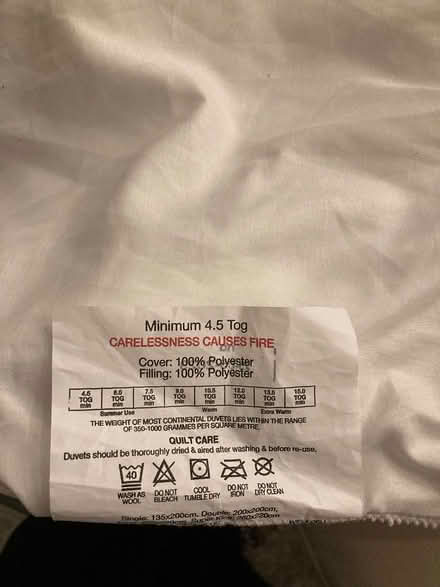 Minimum 4.5 Tog
CARELESSNESS CAUSES FIRE
Cover: 100% Polyester
Filling: 100% Polyester
4.5 TOG min 6.0 TOG min 7.5 TOG min 9.0 TOG min 10.5 TOG min 12.0 TOG min 13.5 TOG min 15.0 TOG min
Summer Use Warm Extra Warm
THE WEIGHT OF MOST CONTINENTAL DUVETS LIES WITHIN THE RANGE
OF 350-1000 GRAMMES PER SQUARE METRE
QUILT CARE
Duvets should be thoroughly dried & aired after washing & before re-use.
40
WASH AS WOOL DO NOT BLEACH COOL TUMBLE DRY DO NOT IRON DO NOT DRY CLEAN
Single: 135x200cm, Double: 200x200cm,